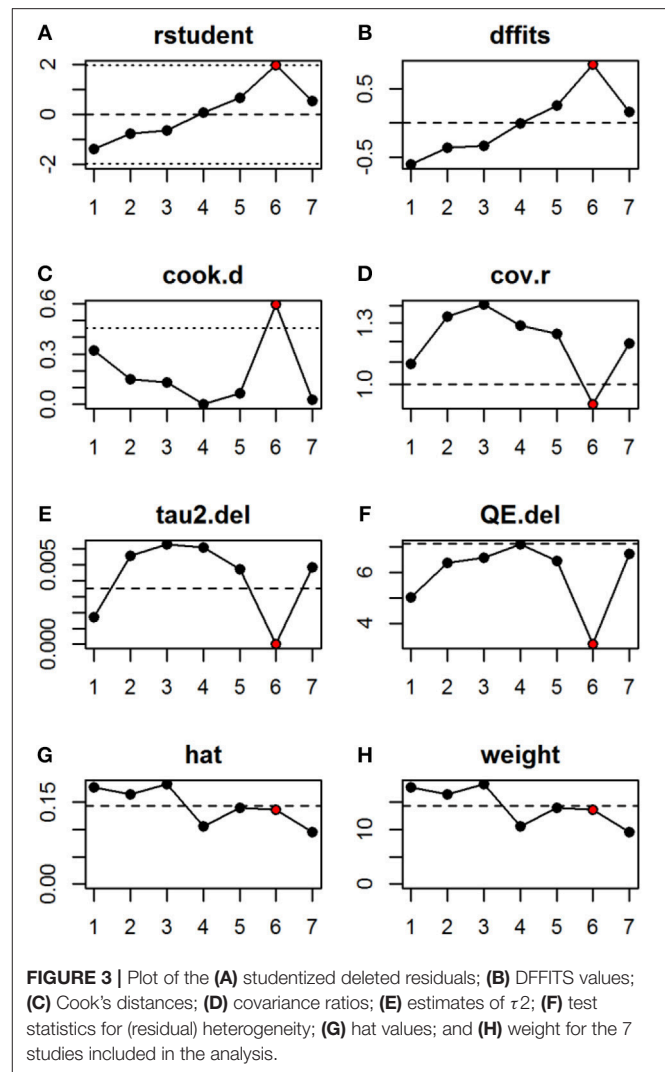 A rstudent
2
0
-2
1 2 3 4 5 6 7
B dffits
0.5
-0.5
1 2 3 4 5 6 7
C cook.d
0.6
0.3
0.0
1 2 3 4 5 6 7
D cov.r
1.3
1.0
1 2 3 4 5 6 7
E tau2.del
0.005
0.000
1 2 3 4 5 6 7
F QE.del
6
4
1 2 3 4 5 6 7
G hat
0.15
0.00
1 2 3 4 5 6 7
H weight
10
0
1 2 3 4 5 6 7
FIGURE 3 | Plot of the (A) studentized deleted residuals; (B) DFFITS values;
(C) Cook's distances; (D) covariance ratios; (E) estimates of τ2; (F) test
statistics for (residual) heterogeneity; (G) hat values; and (H) weight for the 7
studies included in the analysis.